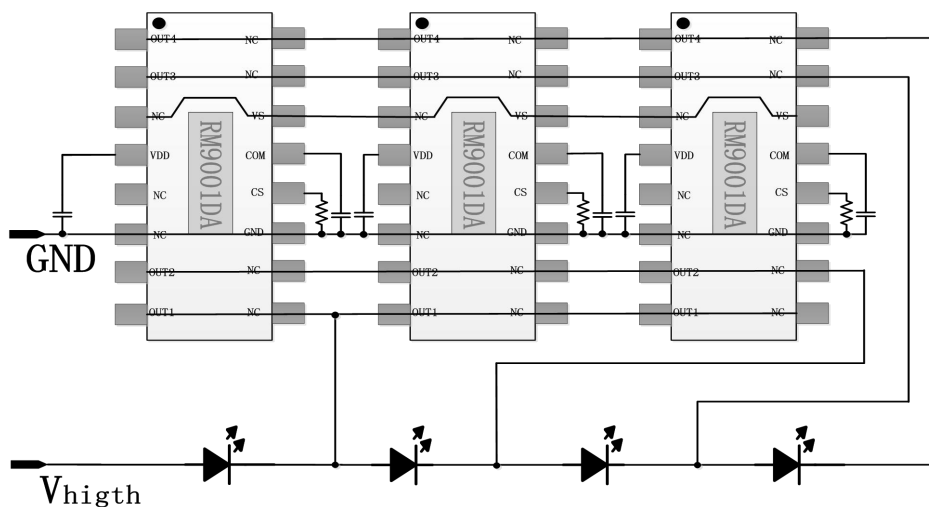 OUT4 NC OUT4 NC OUT4 NC
OUT3 NC OUT3 NC OUT3 NC
NC VS NC VS NC VS
VDD COM VDD COM VDD COM
RM9001DA RM9001DA RM9001DA
NC CS NC CS NC CS
NC GND NC GND NC GND
GND
OUT2 NC OUT2 NC OUT2 NC
OUT1 NC OUT1 NC OUT1 NC
Vhigth